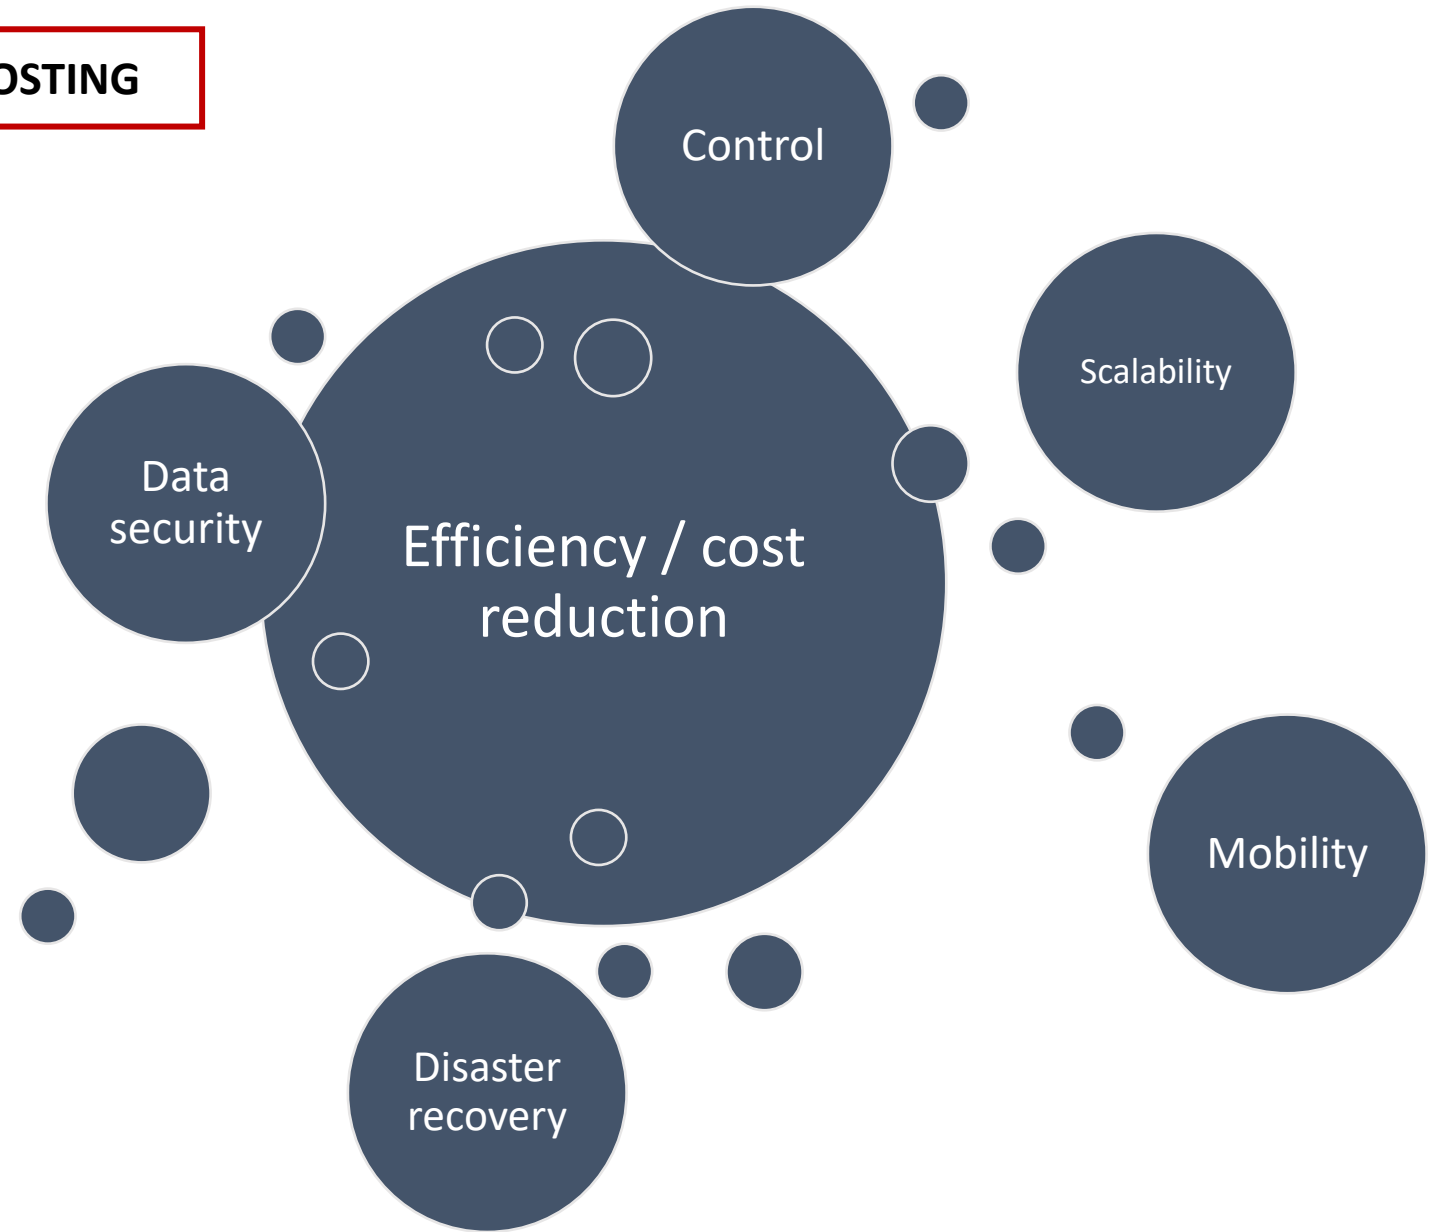 OSTING
Control
Scalability
Data
security
Efficiency / cost
reduction
Mobility
Disaster
recovery